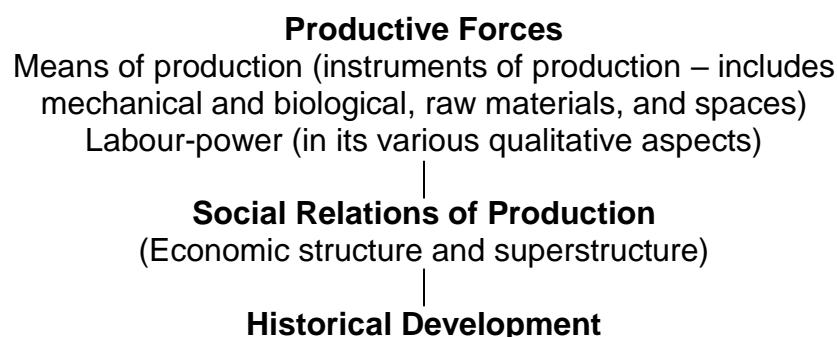 Productive Forces
Means of production (instruments of production – includes
mechanical and biological, raw materials, and spaces)
Labour-power (in its various qualitative aspects)
Social Relations of Production
(Economic structure and superstructure)
Historical Development